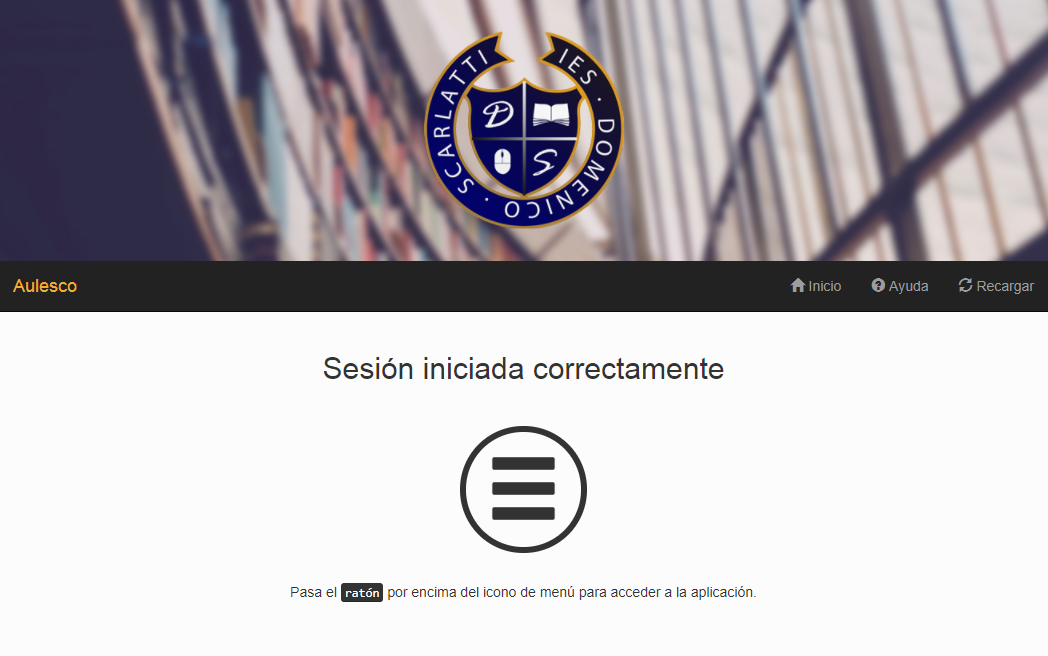 IES · DOMENICO · SCARLATTI
D
S
Aulesco
Inicio
Ayuda
Recargar
Sesión iniciada correctamente
Pasa el ratón por encima del icono de menú para acceder a la aplicación.